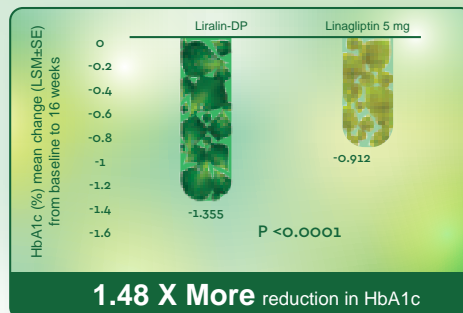 Liralin-DP
Linagliptin 5 mg
HbA1c (%) mean change (LSM±SE)
from baseline to 16 weeks
0
-0.2
-0.4
-0.6
-0.8
-1
-1.2
-1.4
-1.6
-0.912
-1.355
P <0.0001
1.48 X More reduction in HbA1c